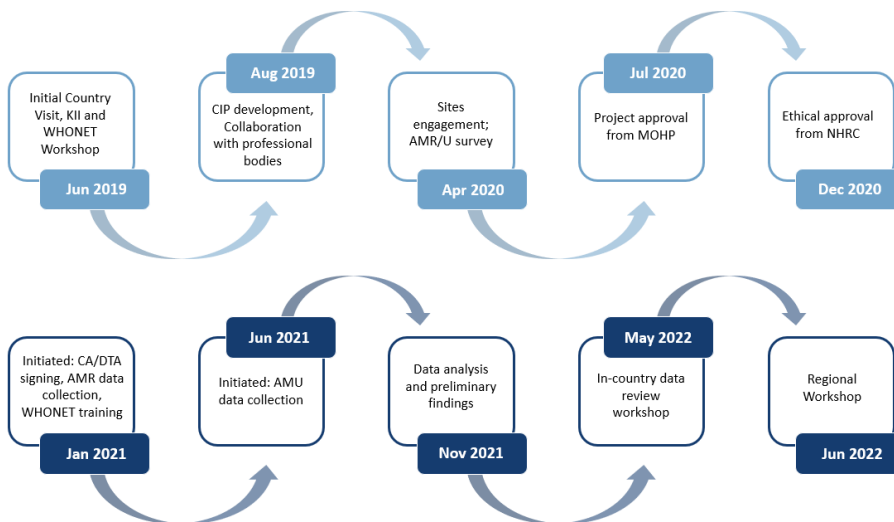 Initial Country
Visit, KII and
WHONET
Workshop
Jun 2019
Aug 2019
CIP development,
Collaboration
with professional
bodies
Sites
engagement;
AMR/U survey
Apr 2020
Jul 2020
Project approval
from MOHP
Ethical approval
from NHRC
Dec 2020
Initiated: CA/DTA
signing, AMR data
collection,
WHONET training
Jan 2021
Jun 2021
Initiated: AMU
data collection
Data analysis
and preliminary
findings
Nov 2021
May 2022
In-country data
review
workshop
Regional
Workshop
Jun 2022